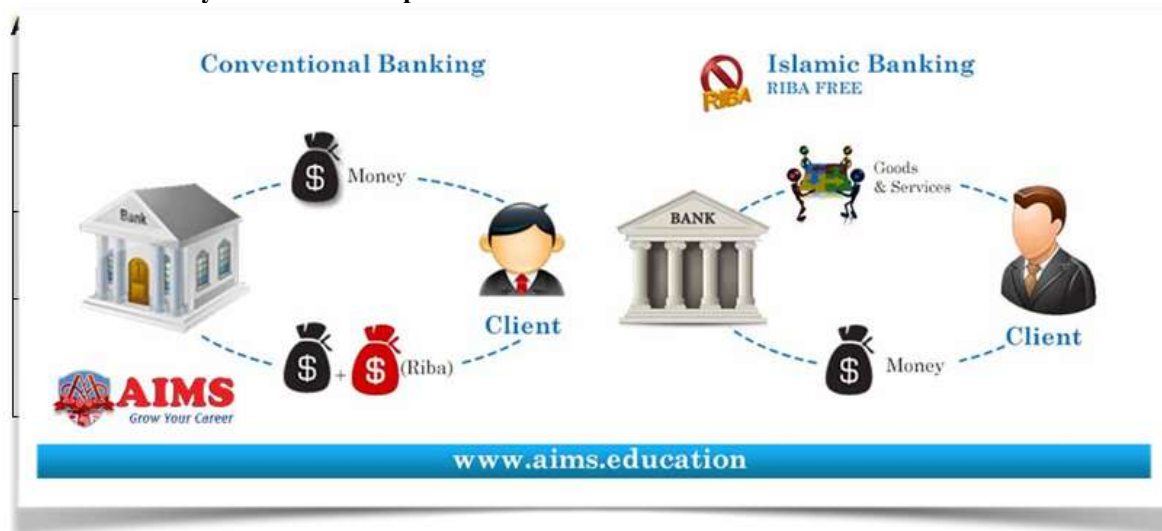 Conventional Banking
Islamic Banking
RIBA FREE
RIBA
Money
Goods
& Services
Bank
BANK
Client
Client
+
(Riba)
Money
$
$
$
$
AIMS
Grow Your Career
www.aims.education